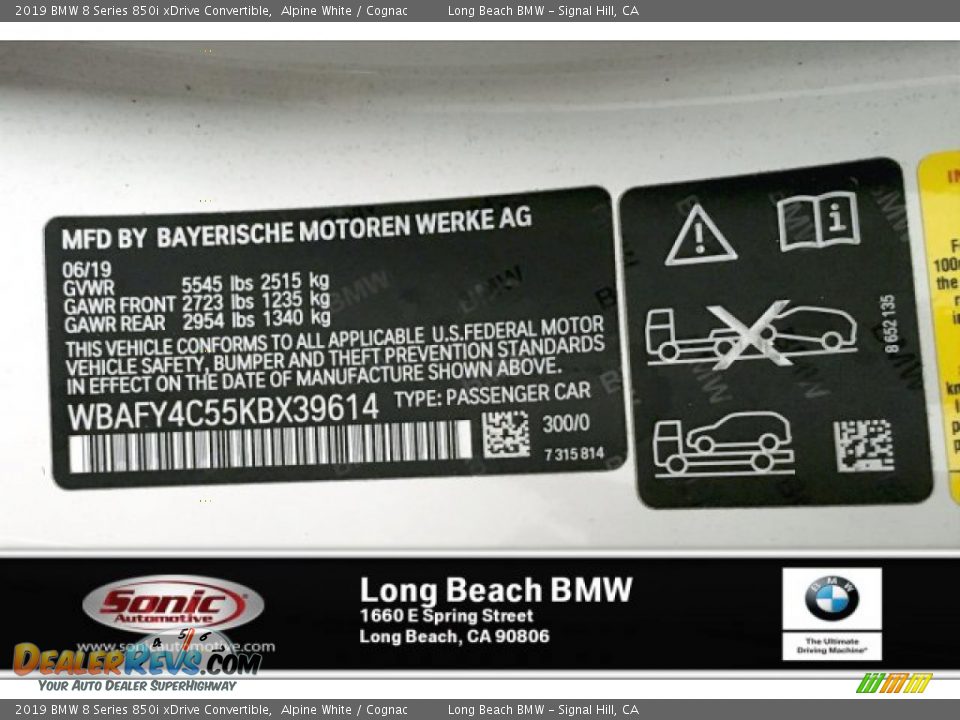 2019 BMW 8 Series 850i xDrive Convertible, Alpine White / Cognac Long Beach BMW - Signal Hill, CA
MFD BY BAYERISCHE MOTOREN WERKE AG
06/19
GVWR 5545 lbs 2515 kg
GAWR FRONT 2723 lbs 1235 kg
GAWR REAR 2954 lbs 1340 kg
THIS VEHICLE CONFORMS TO ALL APPLICABLE U.S.FEDERAL MOTOR
VEHICLE SAFETY, BUMPER AND THEFT PREVENTION STANDARDS
IN EFFECT ON THE DATE OF MANUFACTURE SHOWN ABOVE.
WBAFY4C55KBX39614 TYPE: PASSENGER CAR
300/0
7 315 814
8 652 135
100
the
Sonic
Automotive
www.sonicautomotive.com
Long Beach BMW
1660 E Spring Street
Long Beach, CA 90806
BMW
The Ultimate
Driving Machine
4 5 6
DealerRevs.com
Your Auto Dealer SuperHighway
2019 BMW 8 Series 850i xDrive Convertible, Alpine White / Cognac Long Beach BMW - Signal Hill, CA